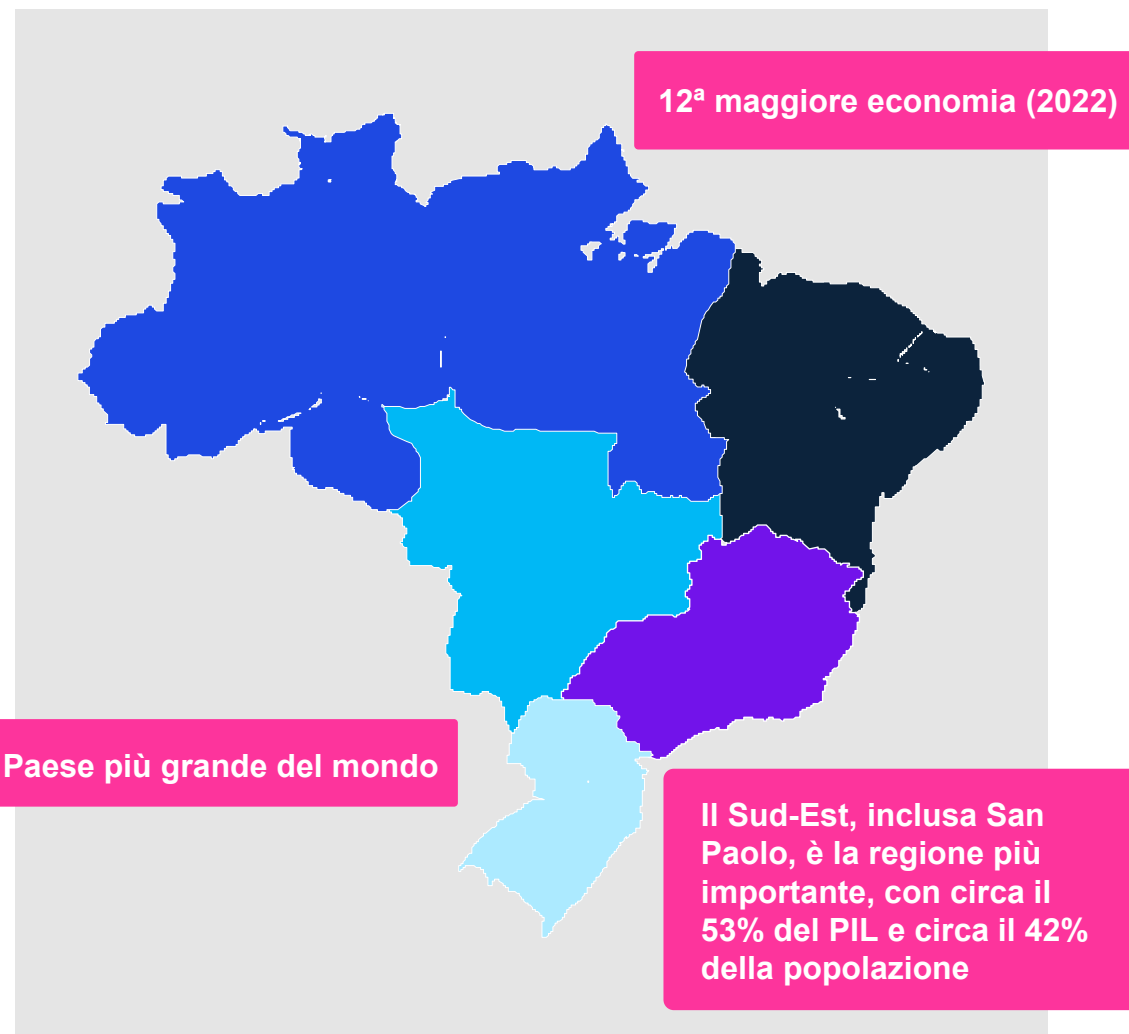 12ª maggiore economia (2022)
Paese più grande del mondo
Il Sud-Est, inclusa San
Paolo, è la regione più
importante, con circa il
53% del PIL e circa il 42%
della popolazione